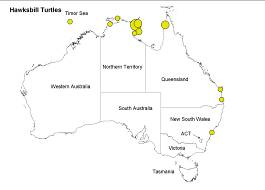 Hawksbill Turtles
Timor Sea
Northern Territory
Western Australia
Queensland
South Australia
New South Wales
ACT
Victoria
Tasmania